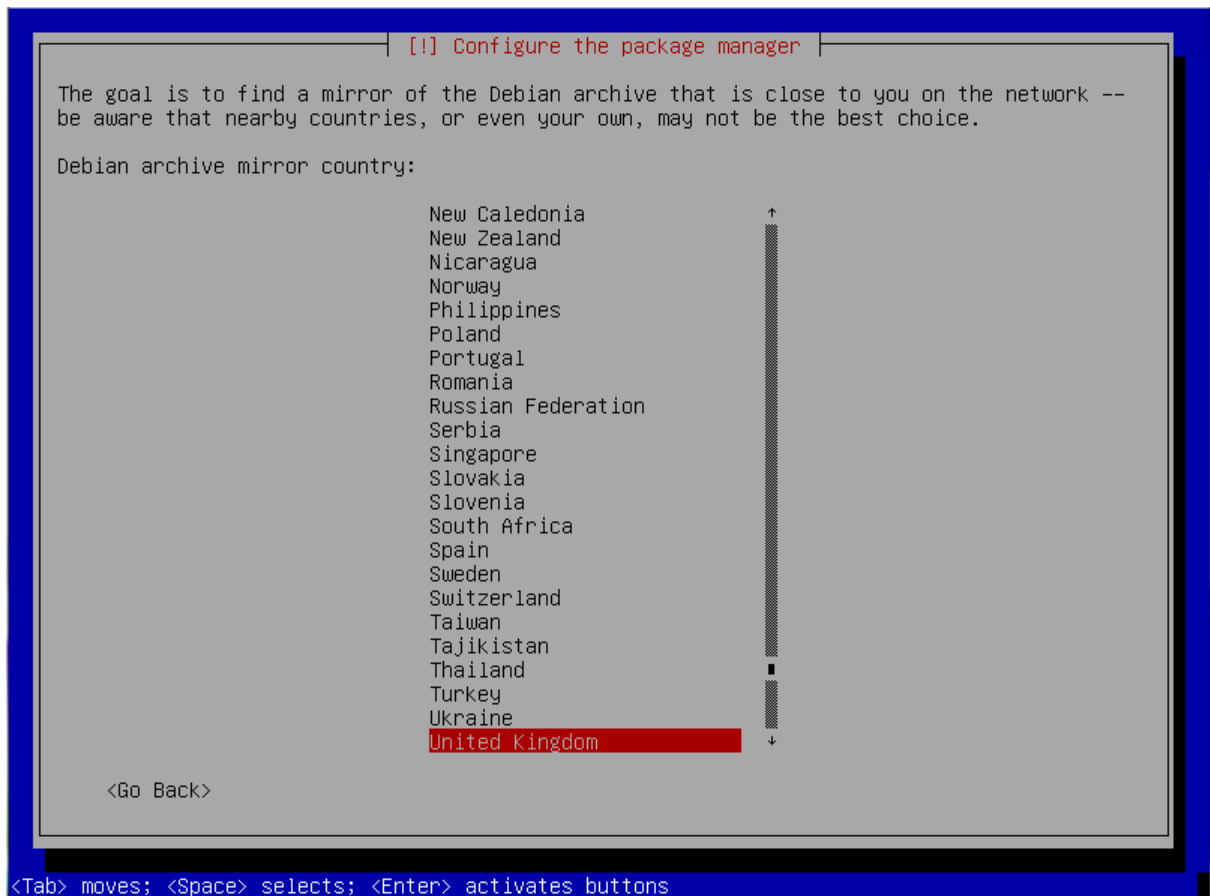 [!] Configure the package manager
The goal is to find a mirror of the Debian archive that is close to you on the network --
be aware that nearby countries, or even your own, may not be the best choice.
Debian archive mirror country:
New Caledonia
New Zealand
Nicaragua
Norway
Philippines
Poland
Portugal
Romania
Russian Federation
Serbia
Singapore
Slovakia
Slovenia
South Africa
Spain
Sweden
Switzerland
Taiwan
Tajikistan
Thailand
Turkey
Ukraine
United Kingdom
<Go Back>
<Tab> moves; <Space> selects; <Enter> activates buttons